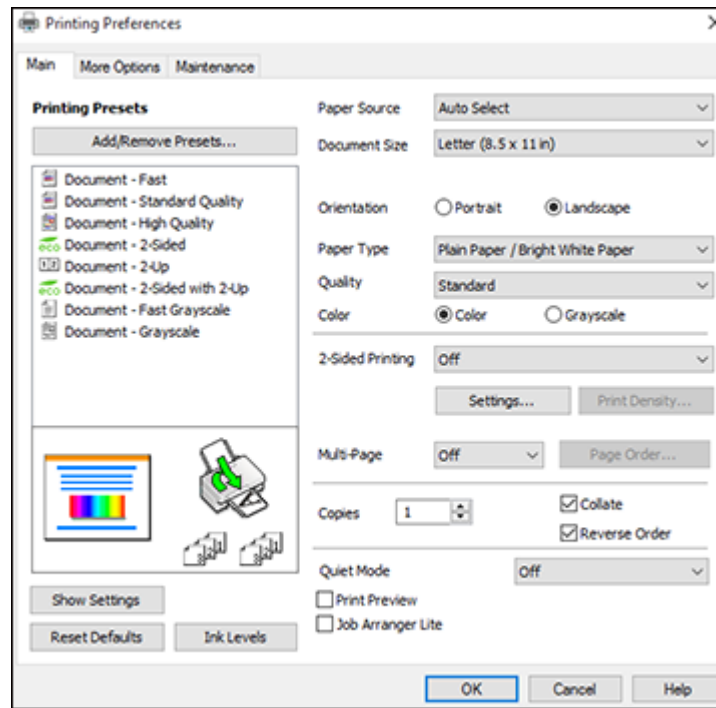 Printing Preferences
Main
More Options
Maintenance
Printing Presets
Add/Remove Presets...
Document - Fast
Document - Standard Quality
Document - High Quality
eco Document - 2-Sided
1 2 Document - 2-Up
eco Document - 2-Sided with 2-Up
Document - Fast Grayscale
Document - Grayscale
Show Settings
Reset Defaults
Ink Levels
Paper Source Auto Select
Document Size Letter (8.5 x 11 in)
Orientation Portrait Landscape
Paper Type Plain Paper / Bright White Paper
Quality Standard
Color Color Grayscale
2-Sided Printing Off
Settings... Print Density...
Multi-Page Off Page Order...
Copies 1 Collate
Reverse Order
Quiet Mode Off
Print Preview
Job Arranger Lite
OK Cancel Help